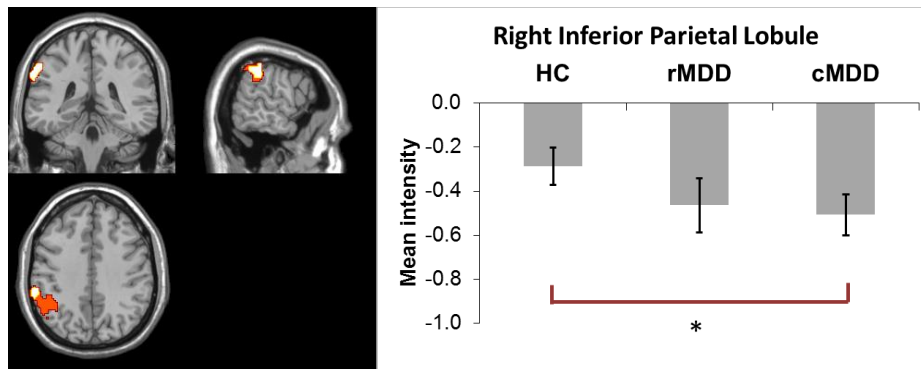 Right Inferior Parietal Lobule
HC rMDD cMDD
Mean intensity
0.0
-0.2
-0.4
-0.6
-0.8
-1.0
*